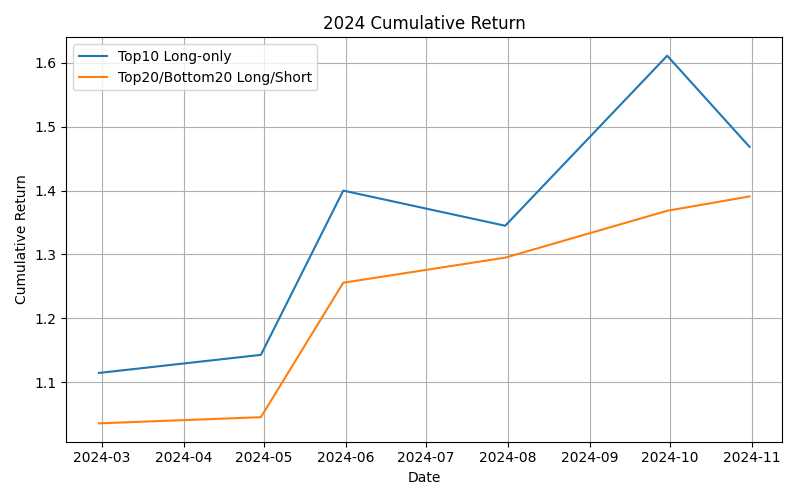 2024 Cumulative Return
Top10 Long-only
Top20/Bottom20 Long/Short
Cumulative Return
1.6
1.5
1.4
1.3
1.2
1.1
2024-03 2024-04 2024-05 2024-06 2024-07 2024-08 2024-09 2024-10 2024-11
Date